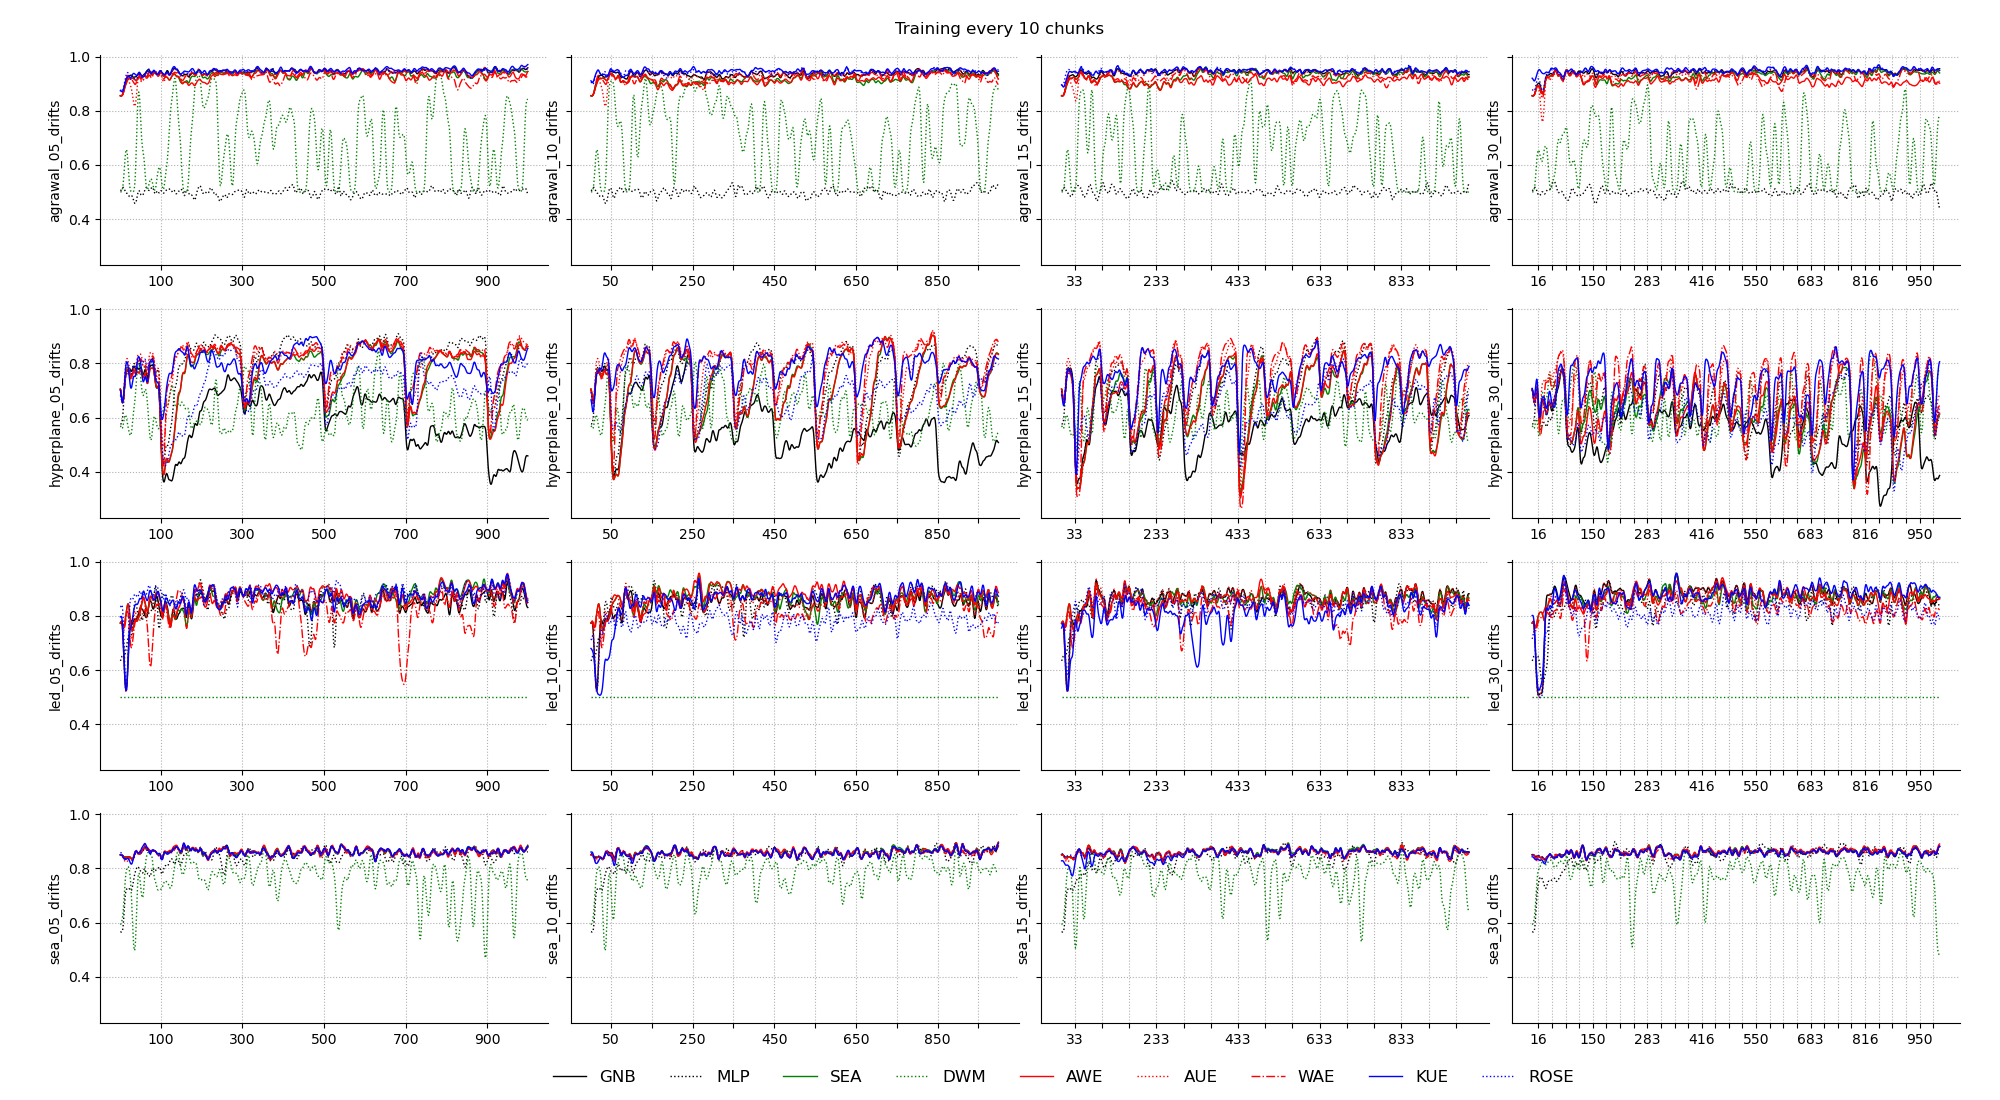 Training every 10 chunks
agrawal_05_drifts
1.0
0.8
0.6
0.4
100 300 500 700 900
agrawal_10_drifts
50 250 450 650 850
agrawal_15_drifts
33 233 433 633 833
agrawal_30_drifts
16 150 283 416 550 683 816 950
hyperplane_05_drifts
1.0
0.8
0.6
0.4
100 300 500 700 900
hyperplane_10_drifts
50 250 450 650 850
hyperplane_15_drifts
33 233 433 633 833
hyperplane_30_drifts
16 150 283 416 550 683 816 950
led_05_drifts
1.0
0.8
0.6
0.4
100 300 500 700 900
led_10_drifts
50 250 450 650 850
led_15_drifts
33 233 433 633 833
led_30_drifts
16 150 283 416 550 683 816 950
sea_05_drifts
1.0
0.8
0.6
0.4
100 300 500 700 900
sea_10_drifts
50 250 450 650 850
sea_15_drifts
33 233 433 633 833
sea_30_drifts
16 150 283 416 550 683 816 950
GNB MLP SEA DWM AWE AUE WAE KUE ROSE